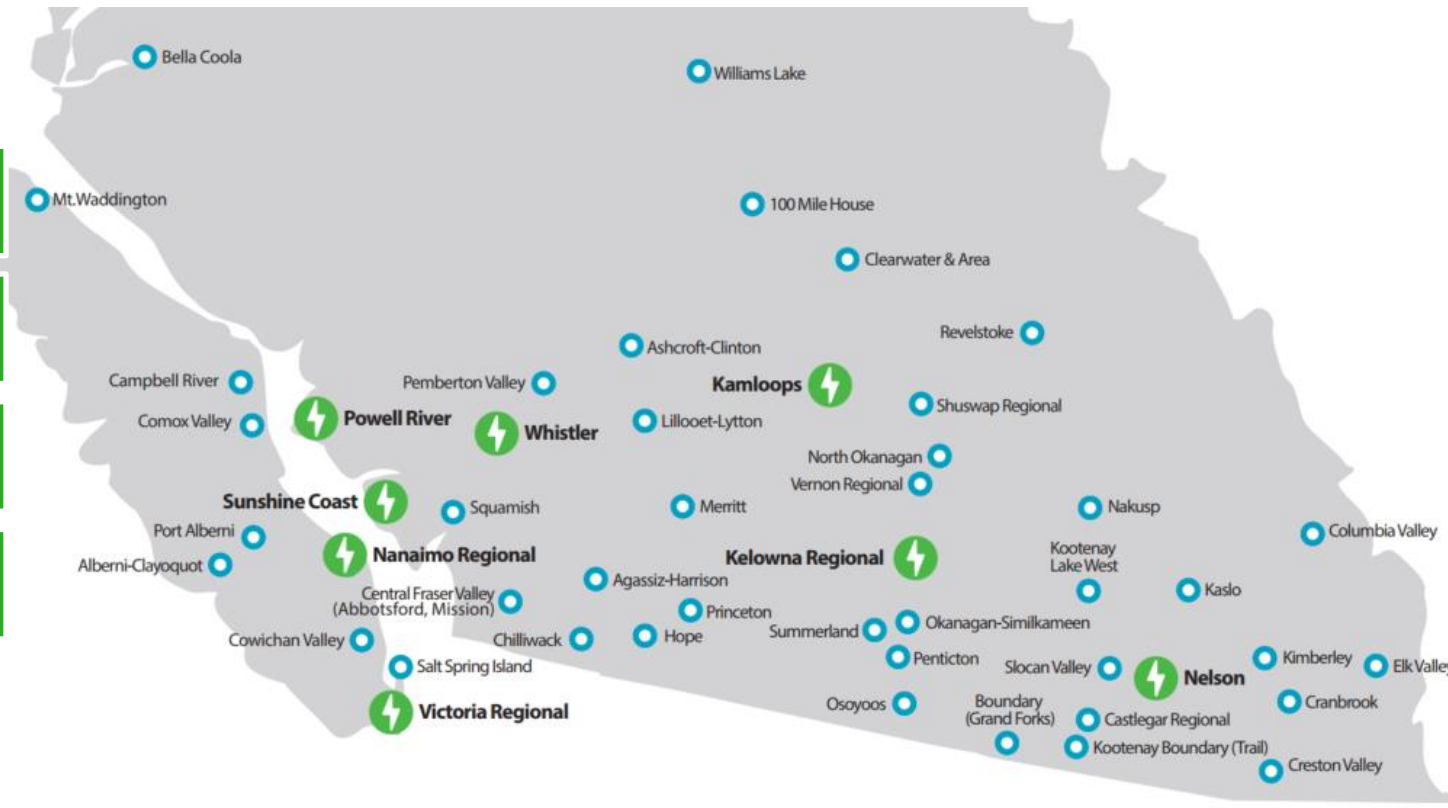 Bella Coola
Williams Lake
Mt.Waddington
100 Mile House
Clearwater & Area
Revelstoke
Ashcroft-Clinton
Campbell River
Pemberton Valley
Kamloops
Comox Valley
Powell River
Whistler
Lillooet-Lytton
Shuswap Regional
North Okanagan
Vernon Regional
Sunshine Coast
Squamish
Merritt
Nakusp
Port Alberni
Columbia Valley
Nanaimo Regional
Kelowna Regional
Kootenay
Lake West
Alberni-Clayoquot
Agassiz-Harrison
Kaslo
Central Fraser Valley
(Abbotsford, Mission)
Princeton
Okanagan-Similkameen
Cowichan Valley
Chilliwack
Hope
Summerland
Salt Spring Island
Penticton
Slocan Valley
Nelson
Kimberley
Elk Valley
Victoria Regional
Osoyoos
Boundary
(Grand Forks)
Castlegar Regional
Cranbrook
Kootenay Boundary (Trail)
Creston Valley